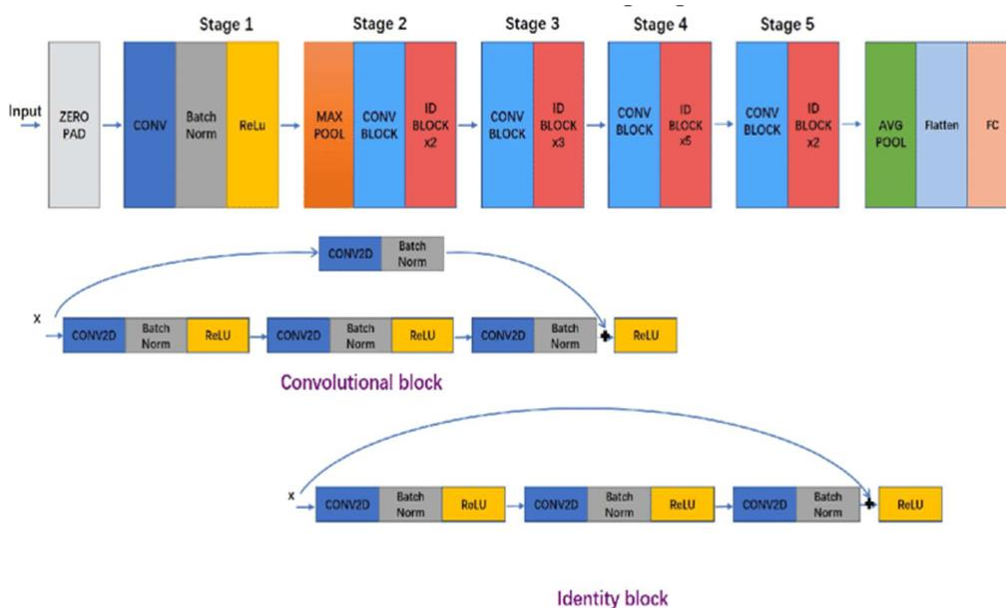 Stage 1
Stage 2
Stage 3
Stage 4
Stage 5
Input
ZERO
PAD
CONV
Batch
Norm
ReLu
MAX
POOL
CONV
BLOCK
ID
BLOCK
x2
CONV
BLOCK
ID
BLOCK
x3
CONV
BLOCK
ID
BLOCK
x5
CONV
BLOCK
ID
BLOCK
x2
AVG
POOL
Flatten
FC
CONV2D
Batch
Norm
x
CONV2D
Batch
Norm
ReLU
CONV2D
Batch
Norm
ReLU
CONV2D
Batch
Norm
+
ReLU
Convolutional block
x
CONV2D
Batch
Norm
ReLU
CONV2D
Batch
Norm
ReLU
CONV2D
Batch
Norm
+
ReLU
Identity block